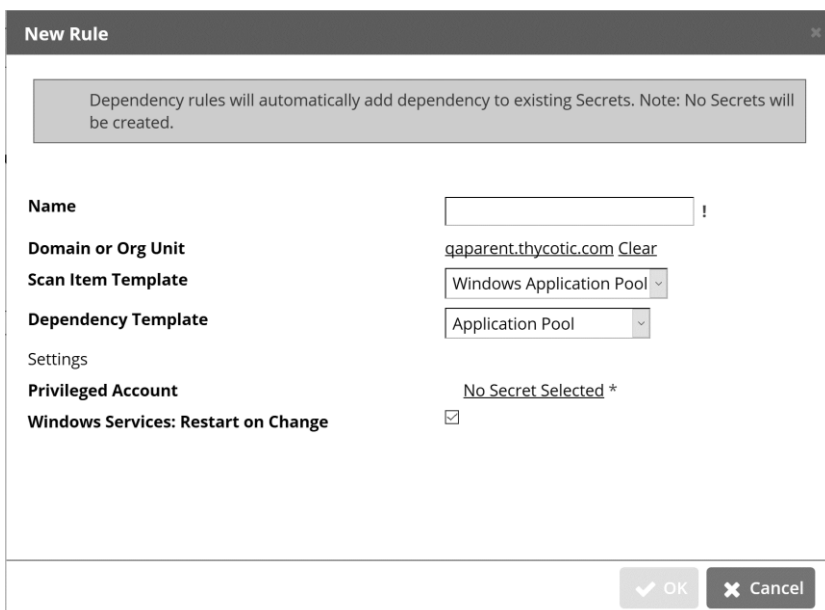 New Rule
Dependency rules will automatically add dependency to existing Secrets. Note: No Secrets will
be created.
Name !
Domain or Org Unit qaparent.thycotic.com Clear
Scan Item Template Windows Application Pool
Dependency Template Application Pool
Settings
Privileged Account No Secret Selected *
Windows Services: Restart on Change
OK Cancel